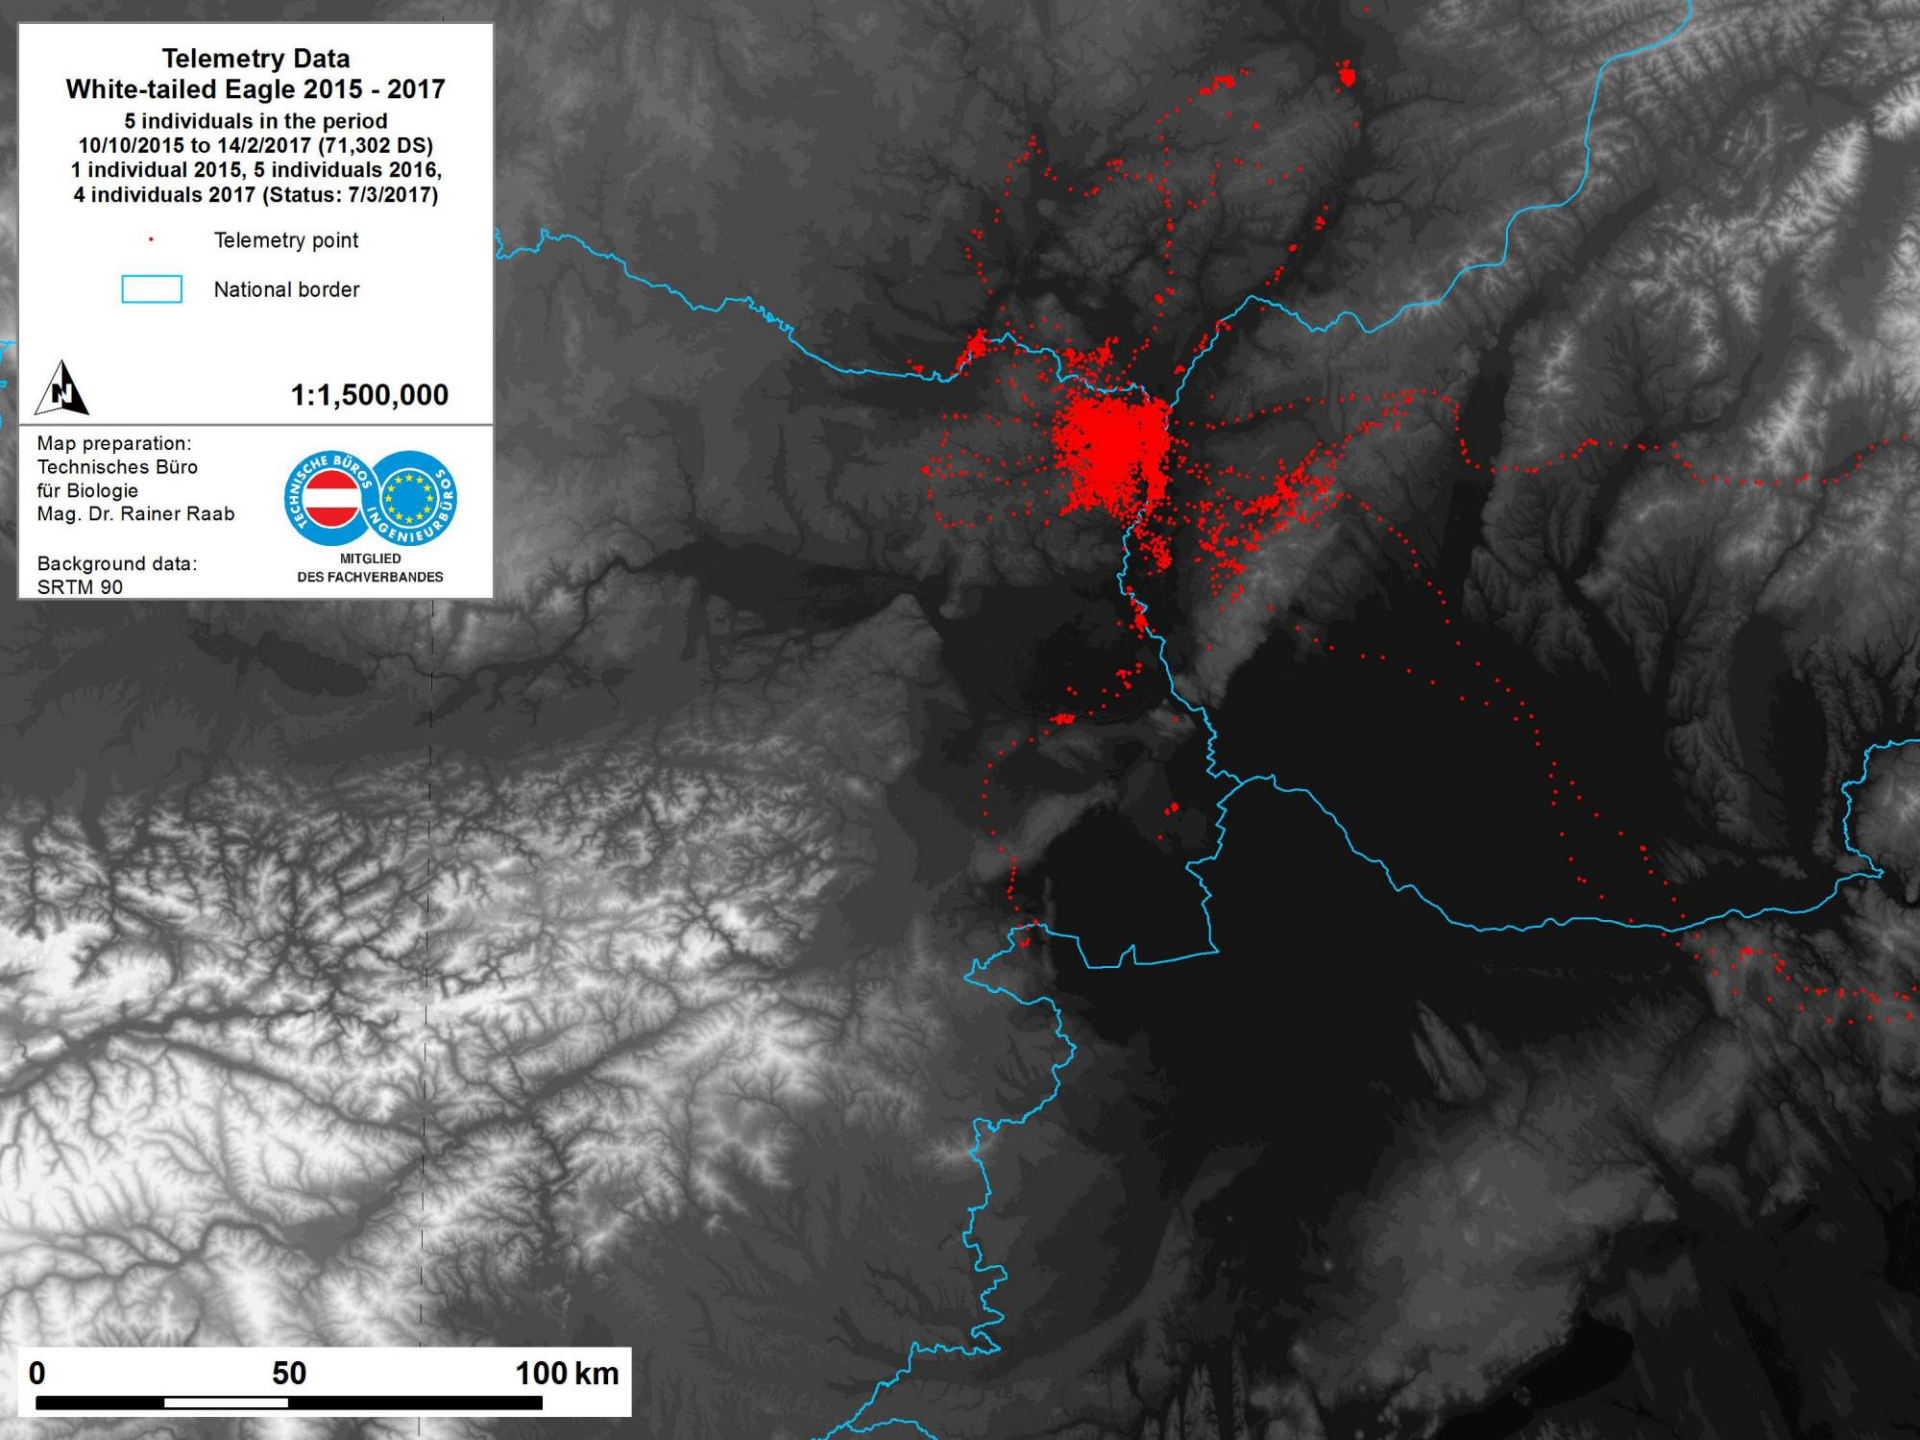 Telemetry Data
White-tailed Eagle 2015 - 2017
5 individuals in the period
10/10/2015 to 14/2/2017 (71,302 DS)
1 individual 2015, 5 individuals 2016,
4 individuals 2017 (Status: 7/3/2017)
Telemetry point
National border
N
1:1,500,000
Map preparation:
Technisches Büro
für Biologie
Mag. Dr. Rainer Raab
Background data:
SRTM 90
TECHNISCHE BÜROS
INGENIEURBÜROS
MITGLIED
DES FACHVERBANDES
0 50 100 km